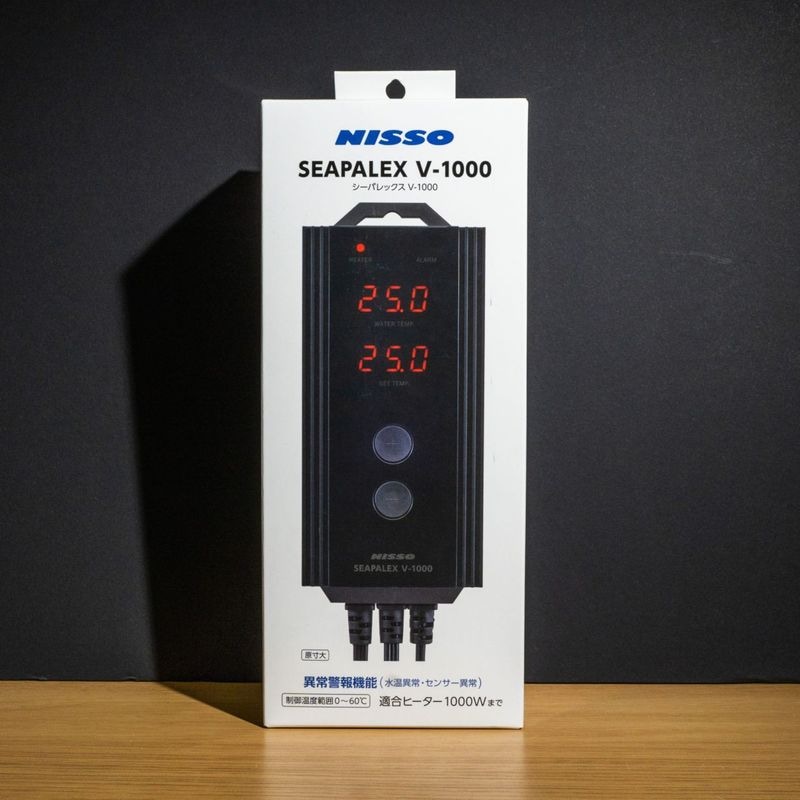 NISSO
SEAPALEX V-1000
シーパレックス V-1000
HEATER ALARM
25.0
WATER TEMP.
25.0
SET TEMP.
NISSO
SEAPALEX V-1000
原寸大
異常警報機能(水温異常・センサー異常)
制御温度範囲0〜60℃ 適合ヒーター1000Wまで